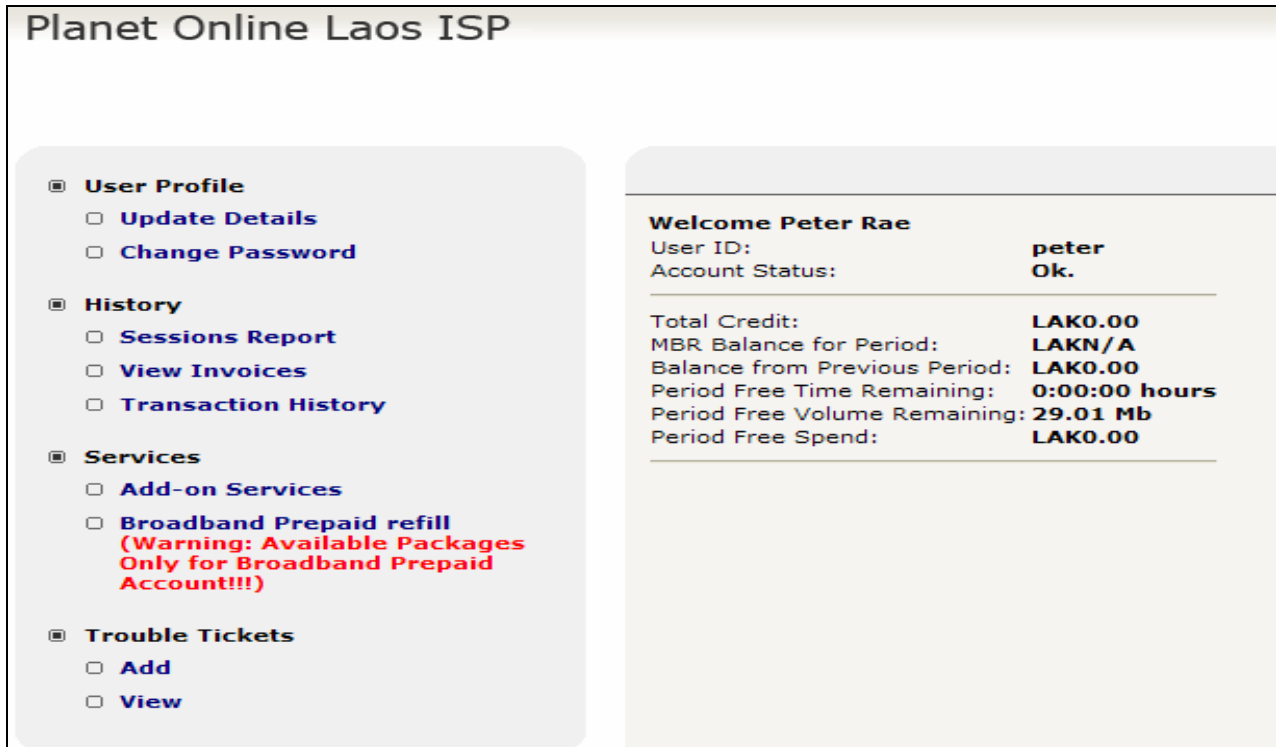 Planet Online Laos ISP
User Profile
Update Details
Change Password
History
Sessions Report
View Invoices
Transaction History
Services
Add-on Services
Broadband Prepaid refill
(Warning: Available Packages
Only for Broadband Prepaid
Account!!!)
Trouble Tickets
Add
View
Welcome Peter Rae
User ID: peter
Account Status: Ok.
Total Credit: LAK0.00
MBR Balance for Period: LAKN/A
Balance from Previous Period: LAK0.00
Period Free Time Remaining: 0:00:00 hours
Period Free Volume Remaining: 29.01 Mb
Period Free Spend: LAK0.00